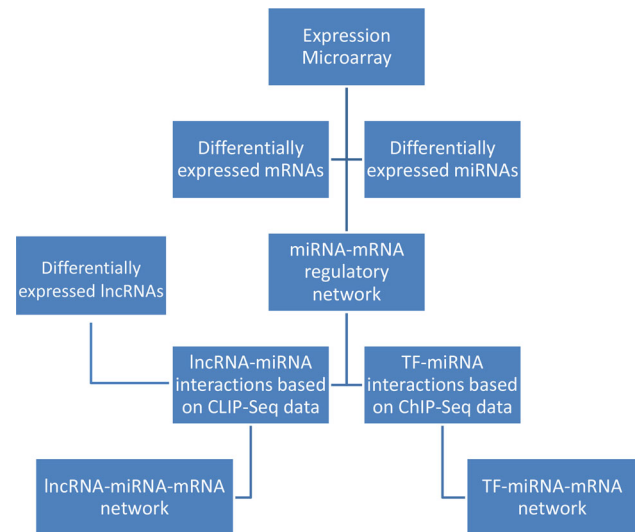 Expression
Microarray
Differentially
expressed mRNAs
Differentially
expressed miRNAs
miRNA-mRNA
regulatory
network
Differentially
expressed lncRNAs
lncRNA-miRNA
interactions based
on CLIP-Seq data
TF-miRNA
interactions based
on ChIP-Seq data
lncRNA-miRNA-mRNA
network
TF-miRNA-mRNA
network